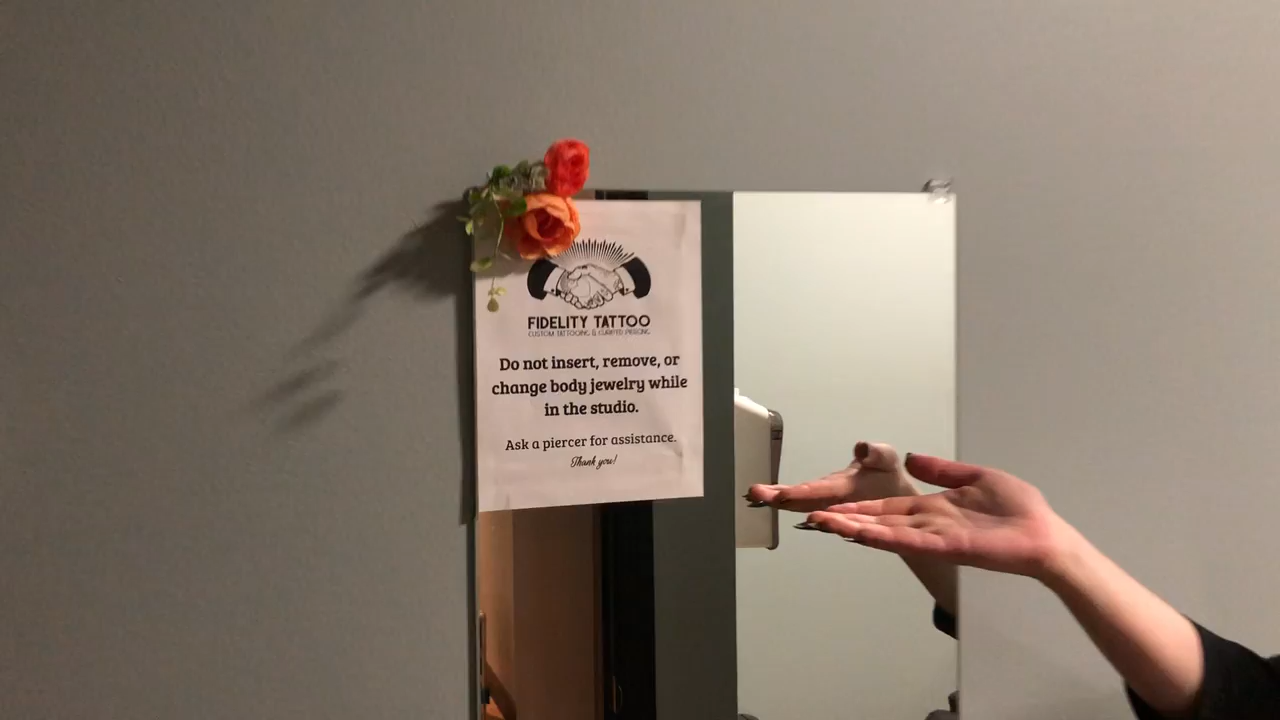 FIDELITY TATTOO
CUSTOM TATTOOING & CURATED PIERCING
Do not insert, remove, or
change body jewelry while
in the studio.
Ask a piercer for assistance.
Thank you!